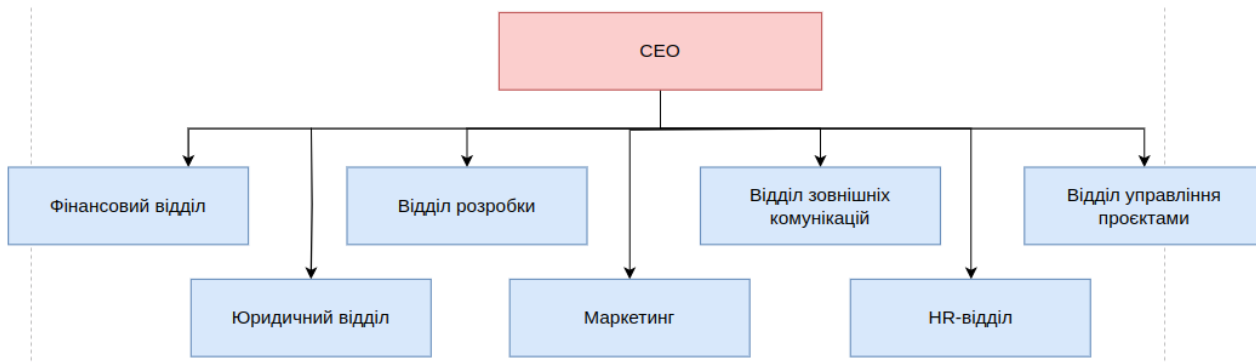 CEO
Фінансовий відділ
Відділ розробки
Відділ зовнішніх
комунікацій
Відділ управління
проєктами
Юридичний відділ
Маркетинг
HR-відділ